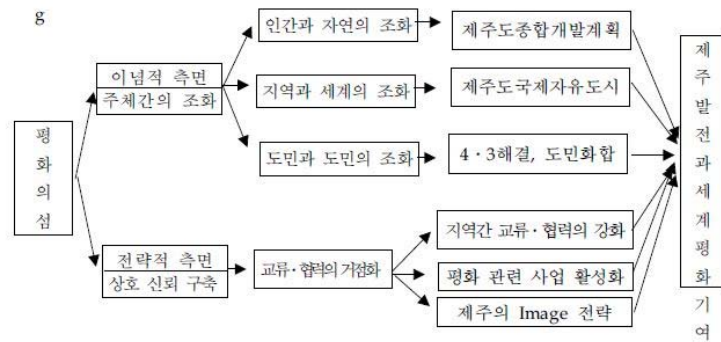 g
인간과 자연의 조화
제주도종합개발계획
이념적 측면
주체간의 조화
지역과 세계의 조화
제주도국제자유도시
도민과 도민의 조화
4・3해결, 도민화합
평화의섬
제주발전과세계평화기여
지역간 교류・협력의 강화
전략적 측면
상호 신뢰 구축
교류・협력의 거점화
평화 관련 사업 활성화
제주의 Image 전략